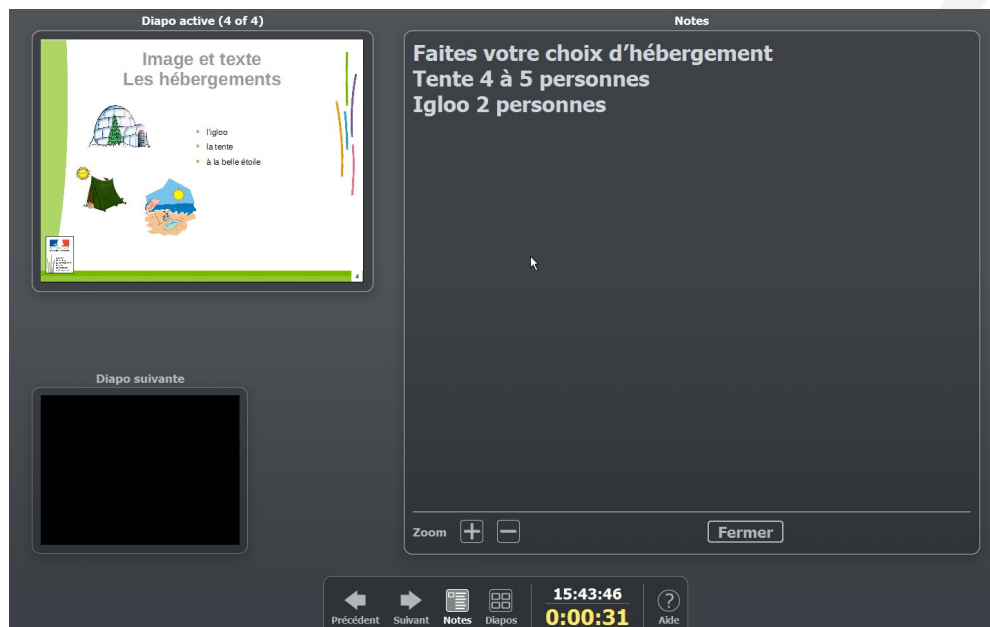 Diapo active (4 of 4)
Image et texte
Les hébergements
l'igloo
la tente
à la belle étoile
4
Diapo suivante
Notes
Faites votre choix d'hébergement
Tente 4 à 5 personnes
Igloo 2 personnes
Zoom
Fermer
Précédent
Suivant
Notes
Diapos
15:43:46
0:00:31
Aide